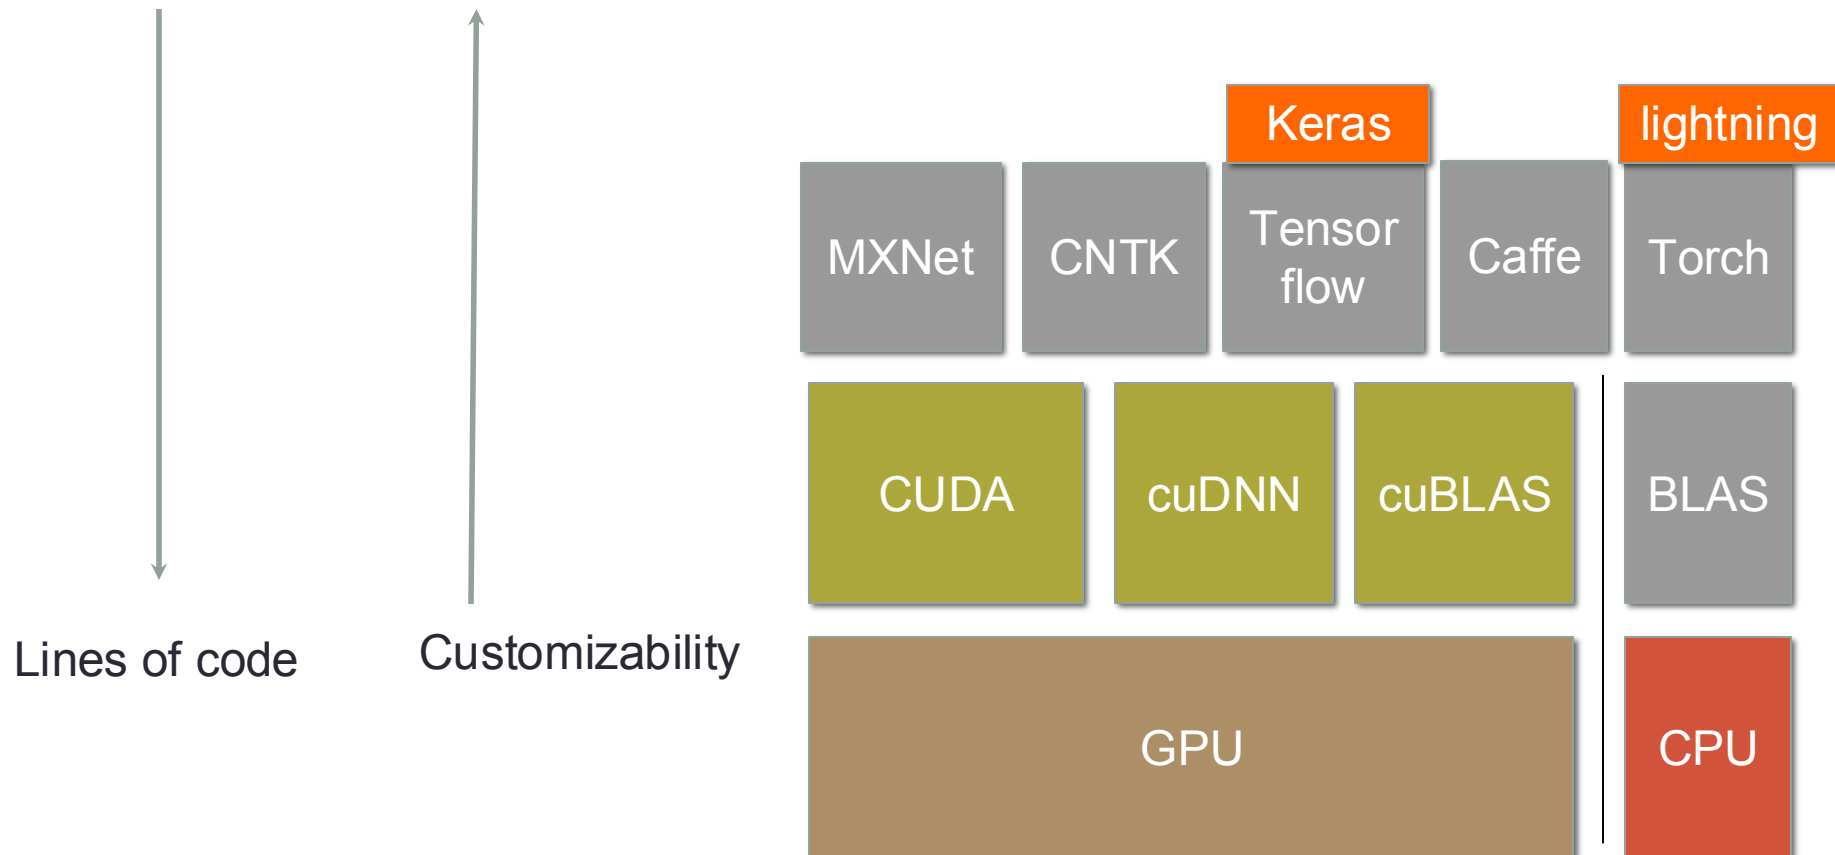 Keras
lightning
MXNet
CNTK
Tensor
flow
Caffe
Torch
CUDA
cuDNN
cuBLAS
BLAS
Lines of code
Customizability
GPU
CPU